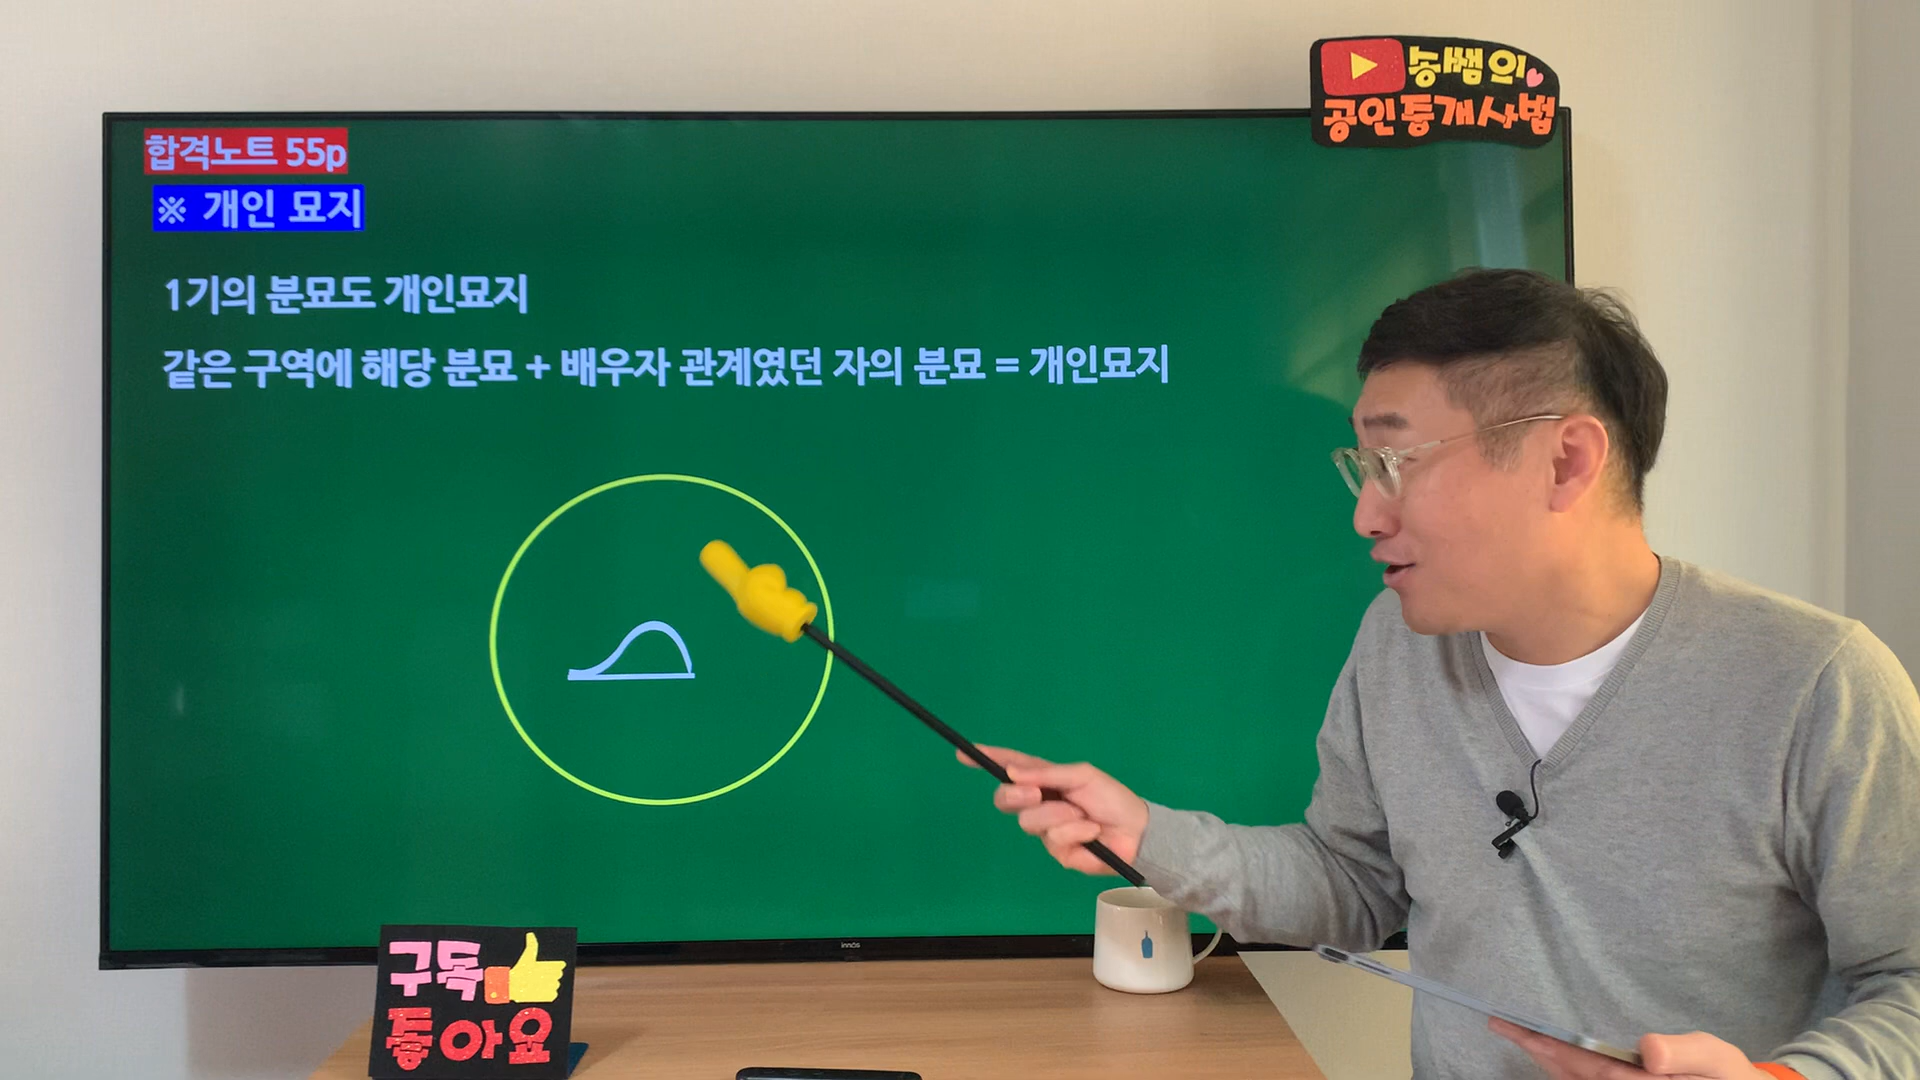 송쌤의
공인중개사법
합격노트 55p
※ 개인 묘지
1기의 분묘도 개인묘지
같은 구역에 해당 분묘 + 배우자 관계였던 자의 분묘 = 개인묘지
innos
구독
좋아요